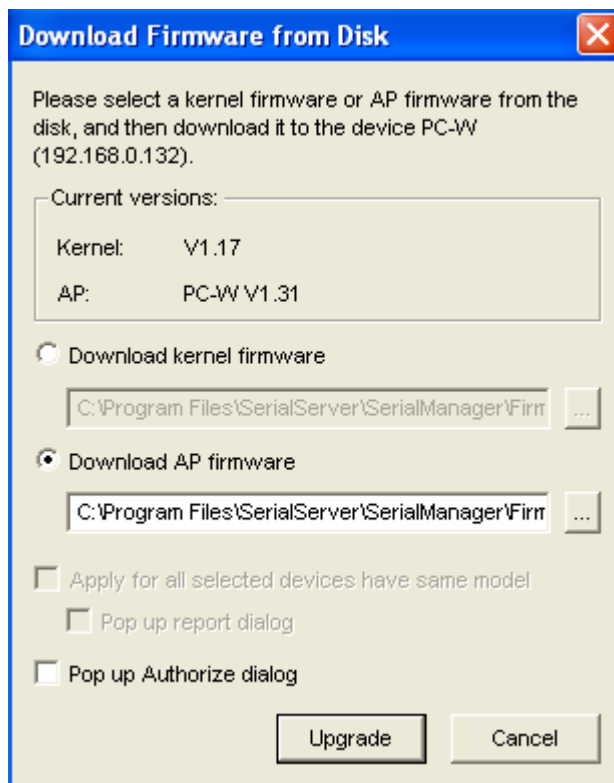 Download Firmware from Disk
Please select a kernel firmware or AP firmware from the
disk, and then download it to the device PC-W
(192.168.0.132).
Current versions:
Kernel: V1.17
AP: PC-W V1.31
Download kernel firmware
C:\Program Files\SerialServer\SerialManager\Firm
...
Download AP firmware
C:\Program Files\SerialServer\SerialManager\Firm
...
Apply for all selected devices have same model
Pop up report dialog
Pop up Authorize dialog
Upgrade Cancel